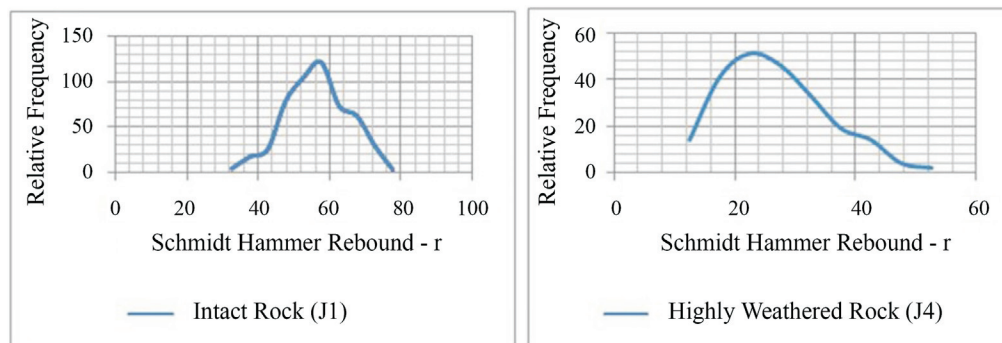 Relative Frequency
150
100
50
0
0 20 40 60 80 100
Schmidt Hammer Rebound - r
Intact Rock (J1)
Relative Frequency
60
40
20
0
0 20 40 60
Schmidt Hammer Rebound - r
Highly Weathered Rock (J4)